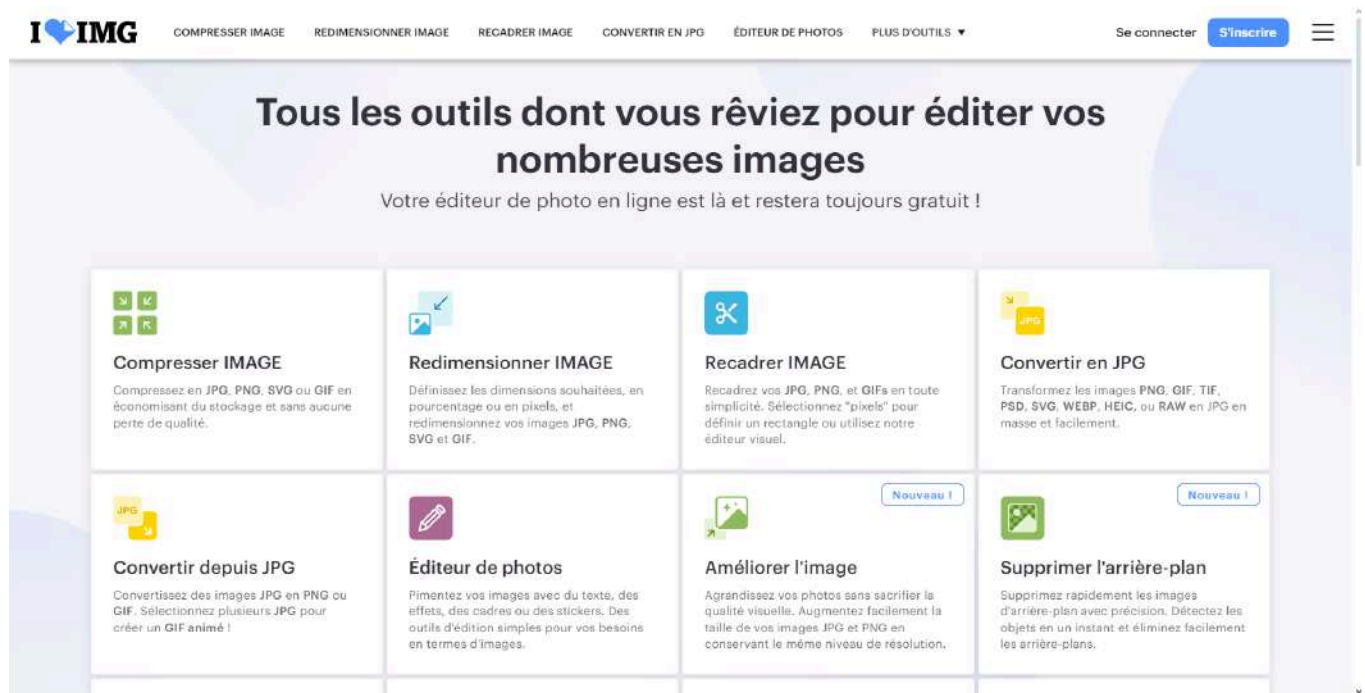 I IMG
COMPRESSER IMAGE REDIMENSIONNER IMAGE RECADRER IMAGE CONVERTIR EN JPG ÉDITEUR DE PHOTOS PLUS D'OUTILS Se connecter S'inscrire
Tous les outils dont vous rêviez pour éditer vos
nombreuses images
Votre éditeur de photo en ligne est là et restera toujours gratuit !
Compresser IMAGE
Compressez en JPG, PNG, SVG ou GIF en
économisant du stockage et sans aucune
perte de qualité.
Redimensionner IMAGE
Définissez les dimensions souhaitées, en
pourcentage ou en pixels, et
redimensionnez vos images JPG, PNG,
SVG et GIF.
Recadrer IMAGE
Recadrez vos JPG, PNG, et GIFs en toute
simplicité. Sélectionnez "pixels" pour
définir un rectangle ou utilisez notre
éditeur visuel.
JPG
Convertir en JPG
Transformez les images PNG, GIF, TIF,
PSD, SVG, WEBP, HEIC, ou RAW en JPG en
masse et facilement.
JPG
Convertir depuis JPG
Convertissez des images JPG en PNG ou
GIF. Sélectionnez plusieurs JPG pour
créer un GIF animé !
Éditeur de photos
Pimentez vos images avec du texte, des
effets, des cadres ou des stickers. Des
outils d'édition simples pour vos besoins
en termes d'images.
Nouveau !
Améliorer l'image
Agrandissez vos photos sans sacrifier la
qualité visuelle. Augmentez facilement la
taille de vos images JPG et PNG en
conservant le même niveau de résolution.
Nouveau !
Supprimer l'arrière-plan
Supprimez rapidement les images
d'arrière-plan avec précision. Détectez les
objets en un instant et éliminez facilement
les arrière-plans.